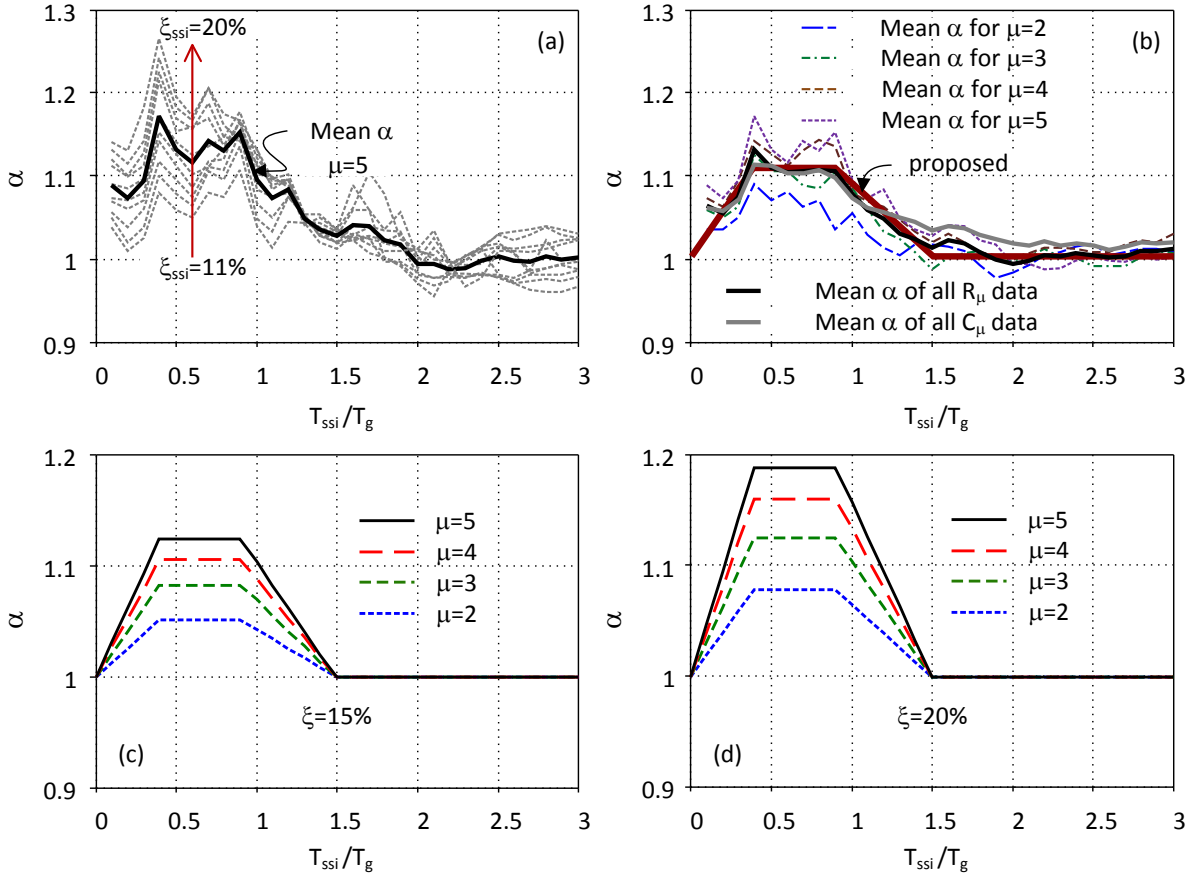 1.3
1.2
1.1
1
0.9
α
ξssi=20%
(a)
Mean α
μ=5
ξssi=11%
0 0.5 1 1.5 2 2.5 3
Tssi/Tg
1.3
1.2
1.1
1
0.9
α
Mean α for μ=2
(b)
Mean α for μ=3
Mean α for μ=4
Mean α for μ=5
proposed
Mean α of all Rμ data
Mean α of all Cμ data
0 0.5 1 1.5 2 2.5 3
Tssi/Tg
1.2
1.1
1
0.9
α
μ=5
μ=4
μ=3
μ=2
ξ=15%
(c)
0 0.5 1 1.5 2 2.5 3
Tssi/Tg
1.2
1.1
1
0.9
α
μ=5
μ=4
μ=3
μ=2
ξ=20%
(d)
0 0.5 1 1.5 2 2.5 3
Tssi/Tg